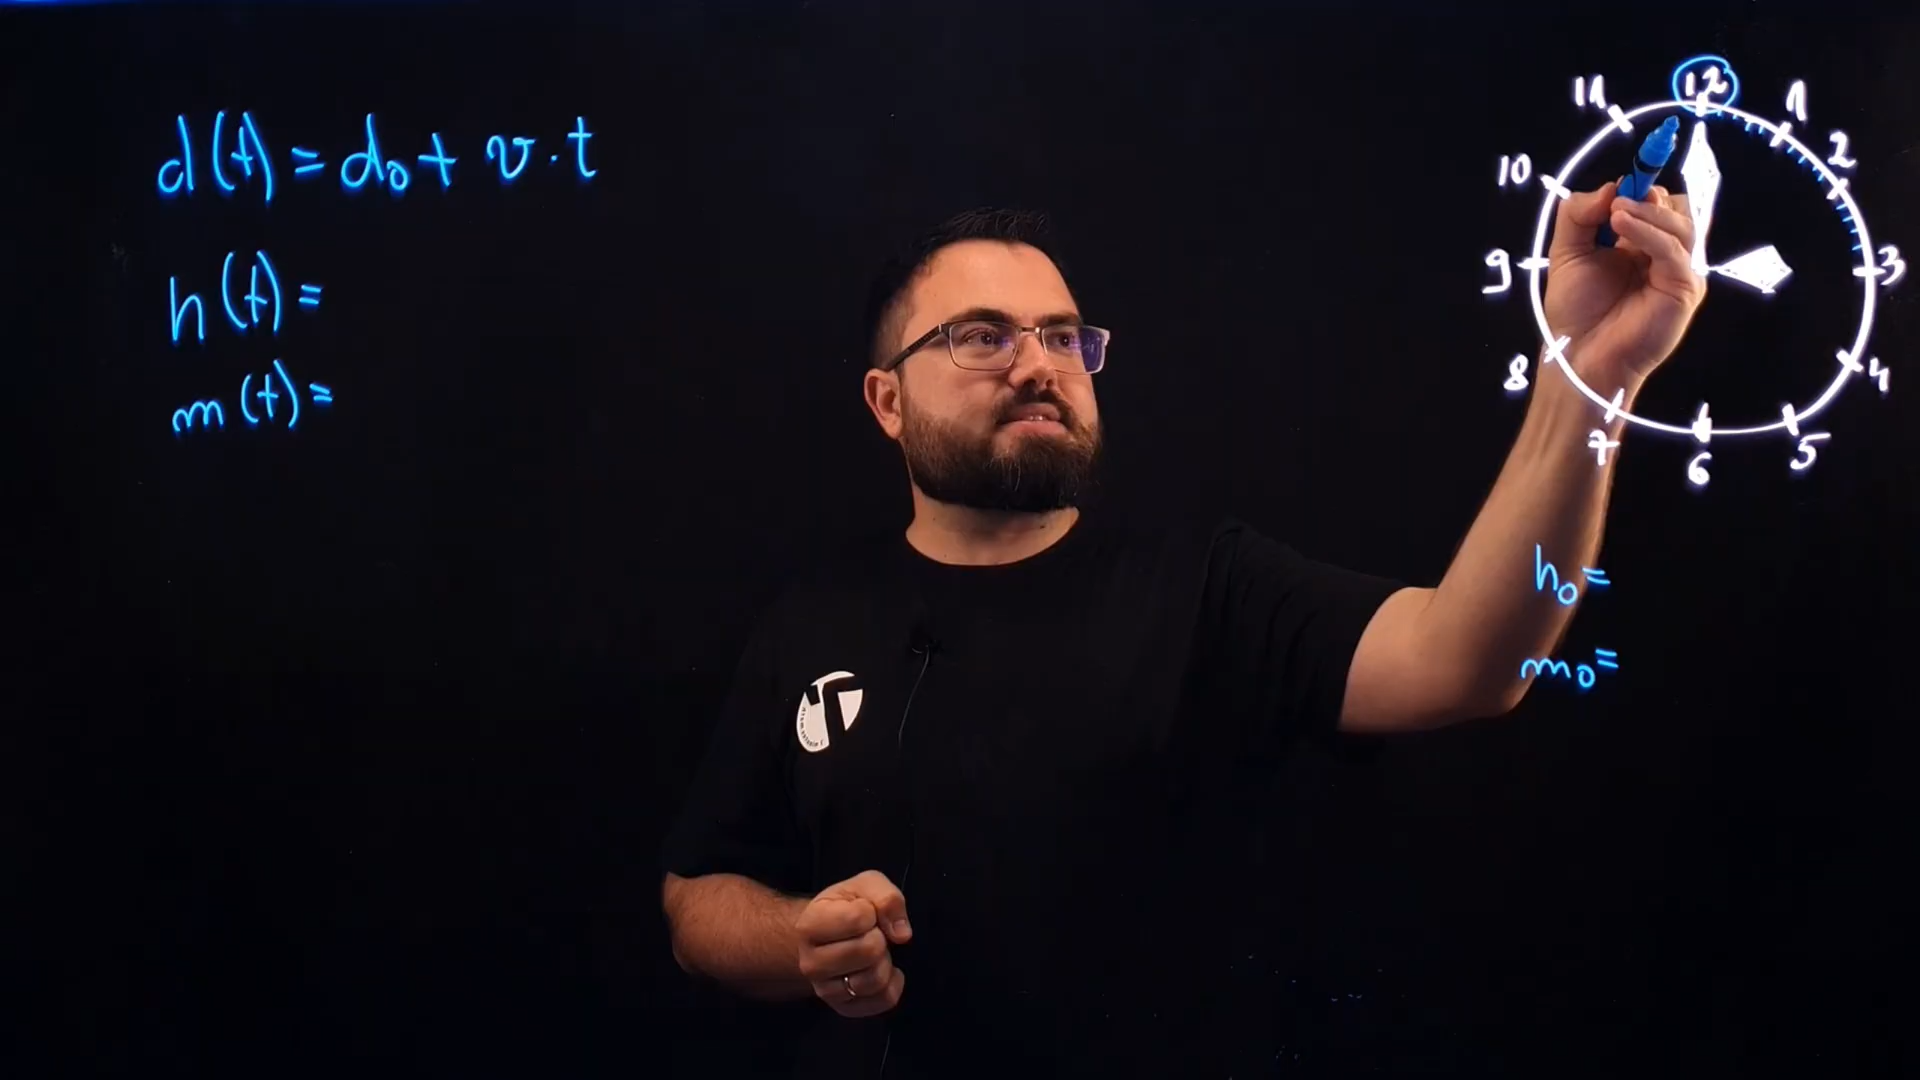 d(t) = d₀ + v · t
h(t) =
m(t) =
12
11
1
10
2
9
3
8
4
7
5
6
h₀ =
m₀ =